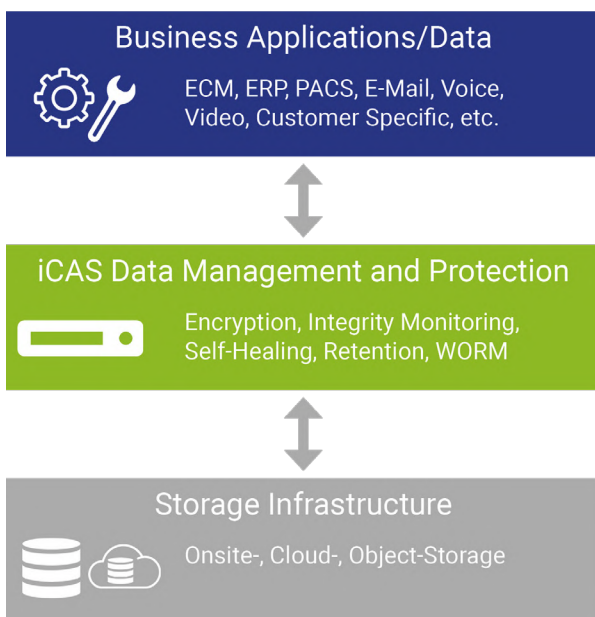 Business Applications/Data
ECM, ERP, PACS, E-Mail, Voice,
Video, Customer Specific, etc.
iCAS Data Management and Protection
Encryption, Integrity Monitoring,
Self-Healing, Retention, WORM
Storage Infrastructure
Onsite-, Cloud-, Object-Storage